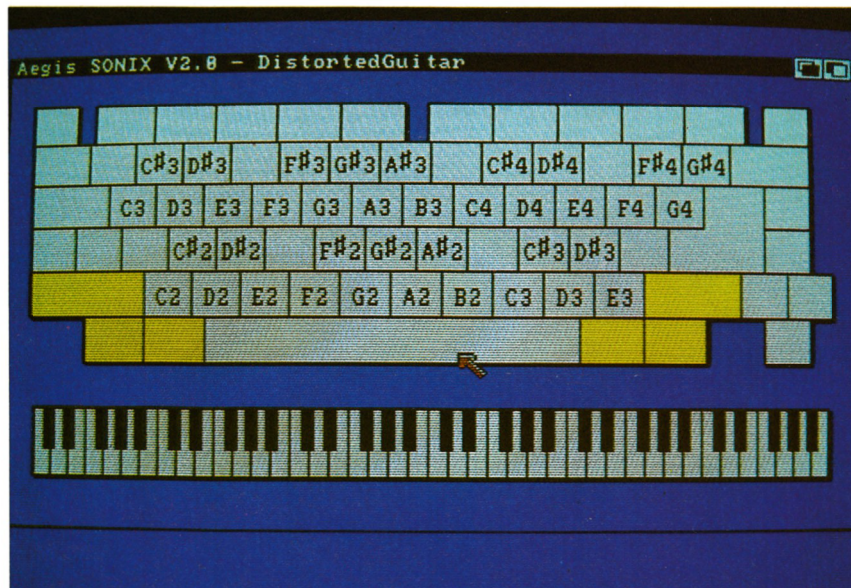 Aegis SONIX V2.0 - DistortedGuitar
C#3 D#3 F#3 G#3 A#3 C#4 D#4 F#4 G#4
C3 D3 E3 F3 G3 A3 B3 C4 D4 E4 F4 G4
C#2 D#2 F#2 G#2 A#2 C#3 D#3
C2 D2 E2 F2 G2 A2 B2 C3 D3 E3